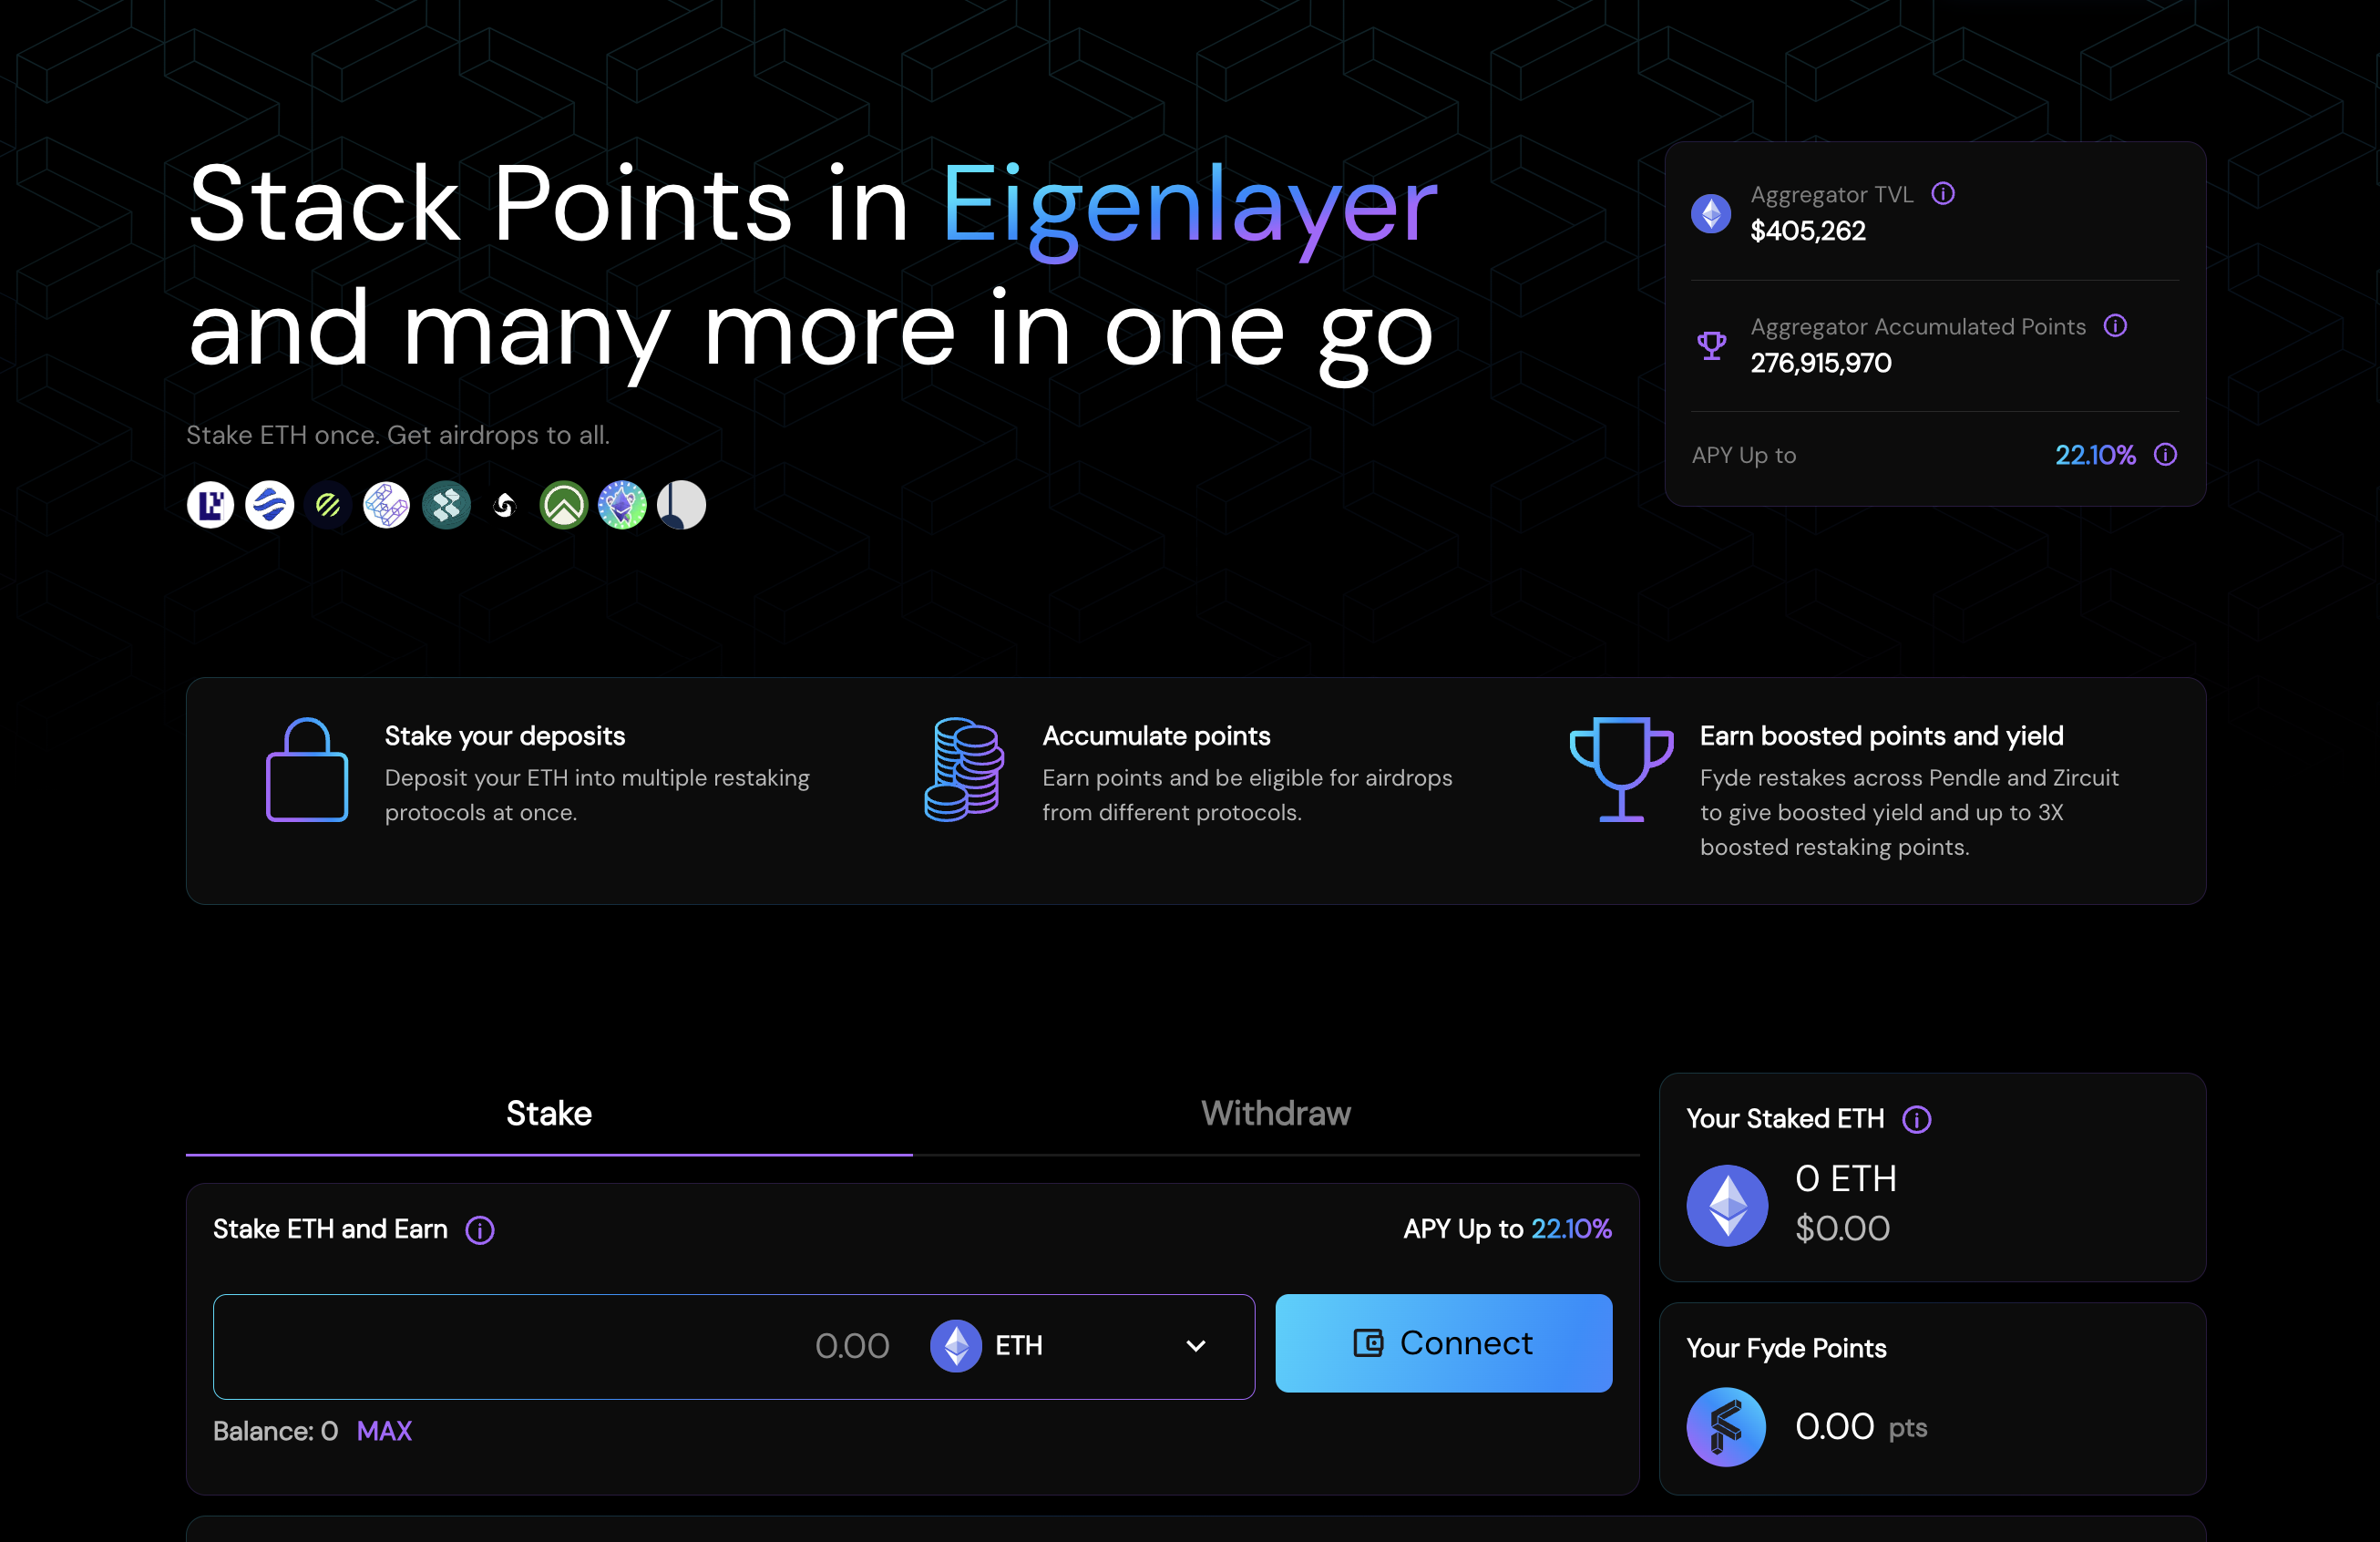 Stack Points in Eigenlayer
and many more in one go
Stake ETH once. Get airdrops to all.
Aggregator TVL
$405,262
Aggregator Accumulated Points
276,915,970
APY Up to 22.10%
Stake your deposits
Deposit your ETH into multiple restaking
protocols at once.
Accumulate points
Earn points and be eligible for airdrops
from different protocols.
Earn boosted points and yield
Fyde restakes across Pendle and Zircuit
to give boosted yield and up to 3X
boosted restaking points.
Stake
Withdraw
Stake ETH and Earn
APY Up to 22.10%
0.00 ETH
Connect
Balance: 0 MAX
Your Staked ETH
0 ETH
$0.00
Your Fyde Points
0.00 pts